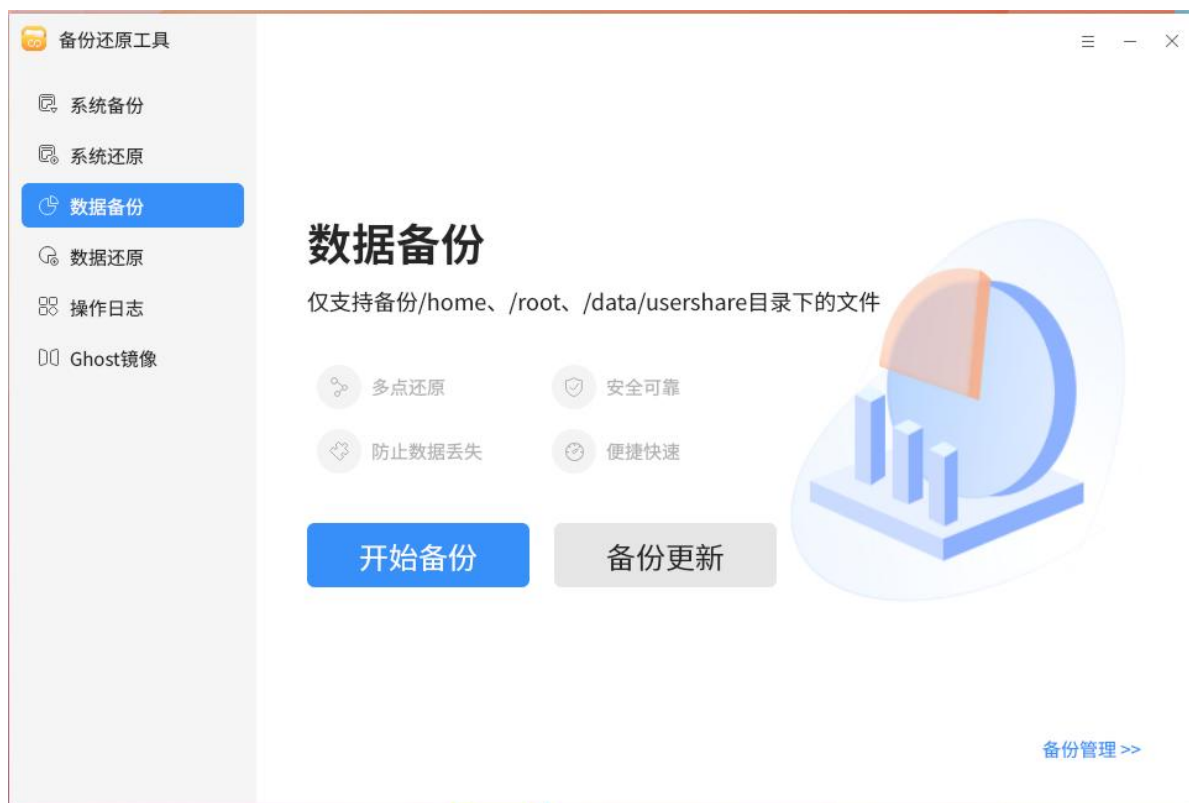 备份还原工具
系统备份
系统还原
数据备份
数据还原
操作日志
Ghost镜像
数据备份
仅支持备份/home、/root、/data/usershare目录下的文件
多点还原
安全可靠
防止数据丢失
便捷快速
开始备份
备份更新
备份管理 >>